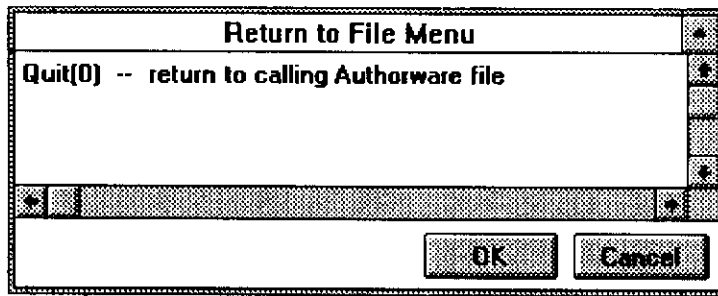 Return to File Menu
Quit(0) -- return to calling Authorware file
OK
Cancel